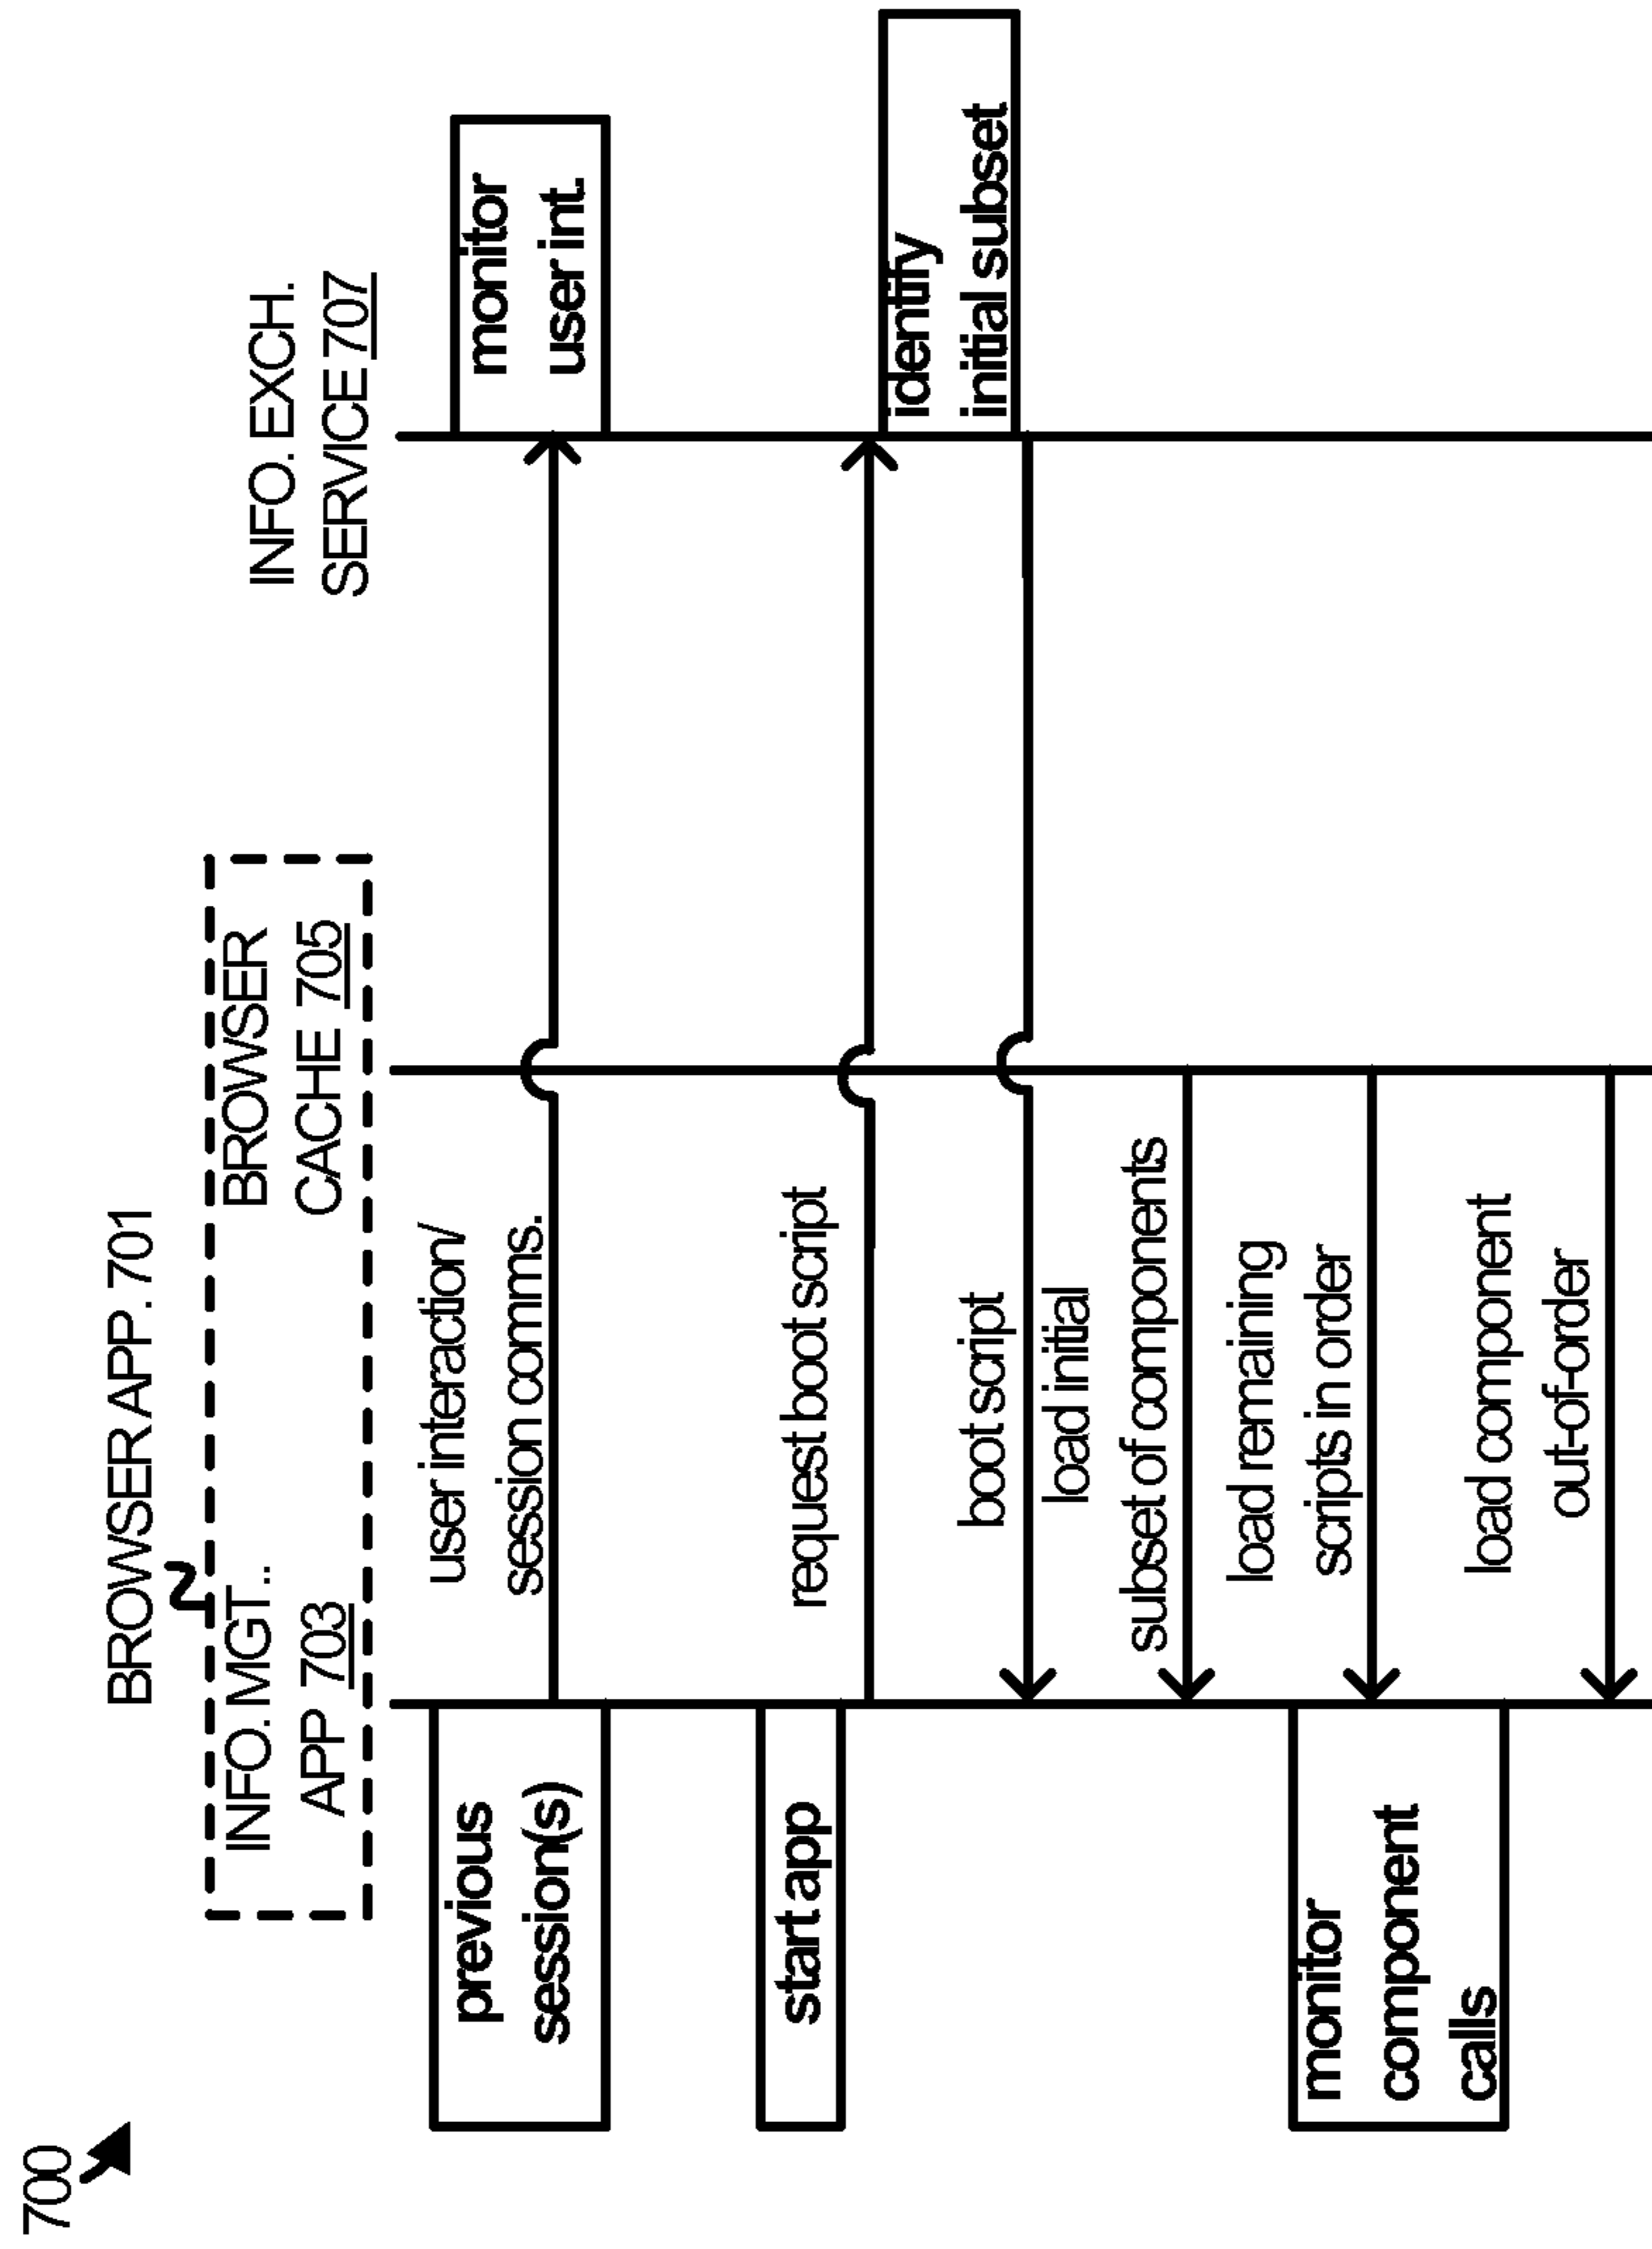 700
BROWSER APP. 701
INFO. MGT..
APP 703
BROWSER
CACHE 705
INFO. EXCH.
SERVICE 707
previous
session(s)
user interaction/
session comms.
monitor
user int.
start app
request boot script
identify
initial subset
boot script
load initial
subset of components
load remaining
scripts in order
monitor
component
calls
load component
out-of-order